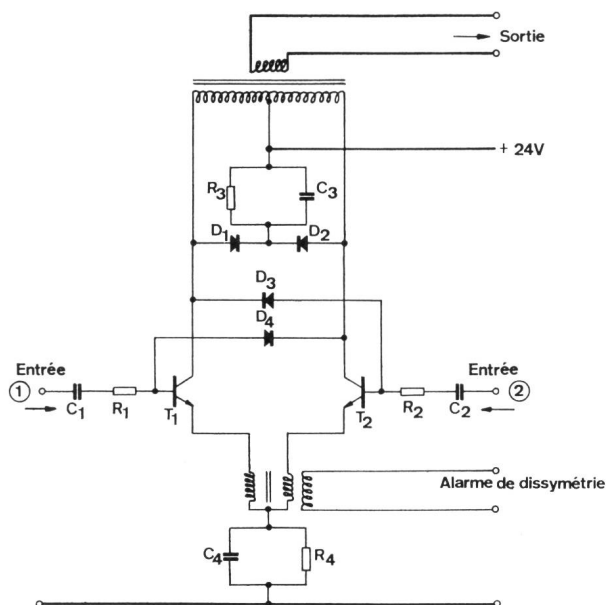 Sortie
+ 24V
R3
C3
D1
D2
D3
D4
Entrée
1
C1
R1
T1
T2
R2
C2
Entrée
2
Alarme de dissymétrie
C4
R4